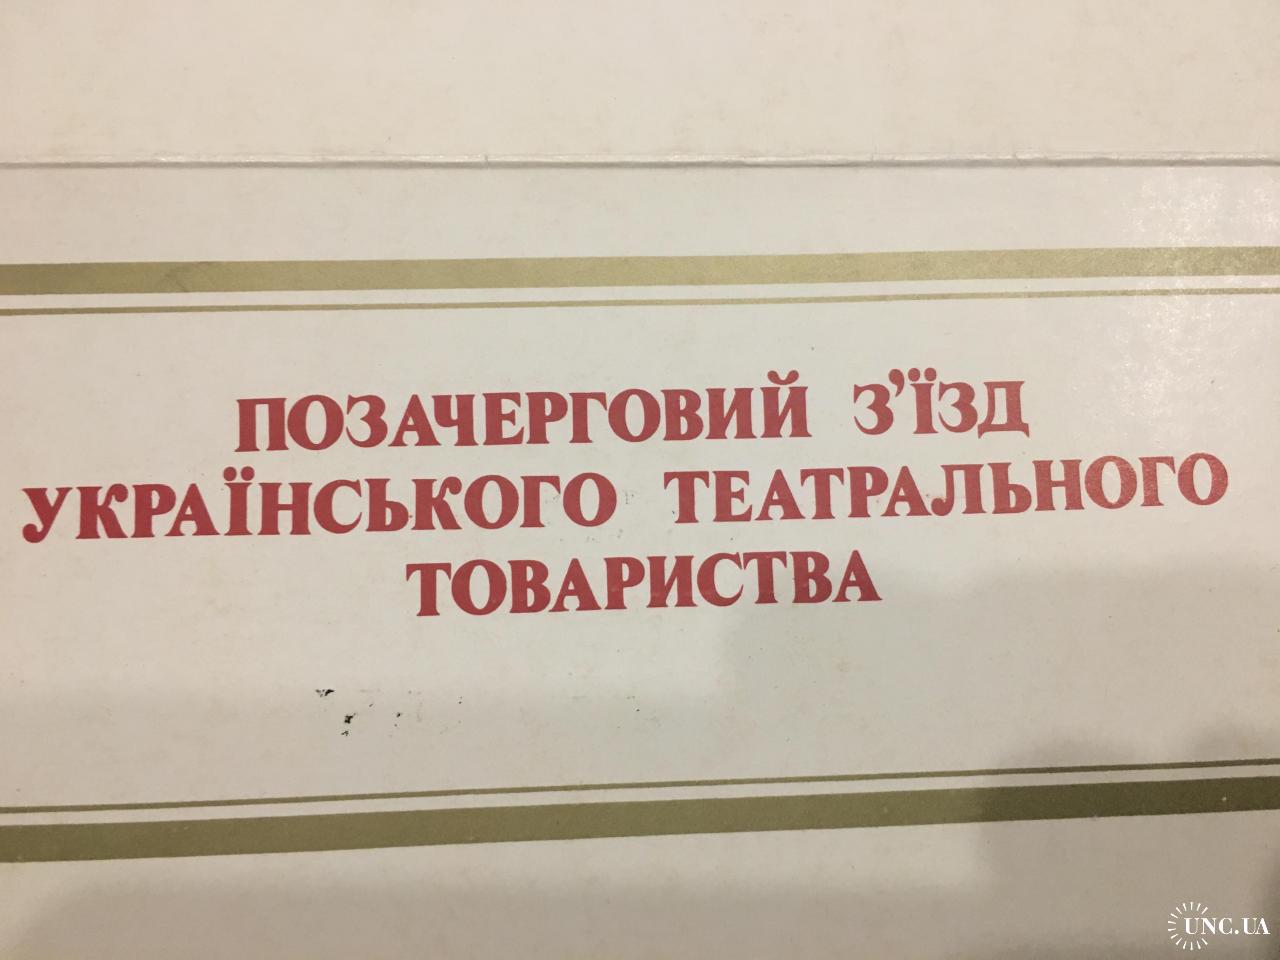 ПОЗАЧЕРГОВИЙ З'ЇЗД
УКРАЇНСЬКОГО ТЕАТРАЛЬНОГО
ТОВАРИСТВА
UNC.UA